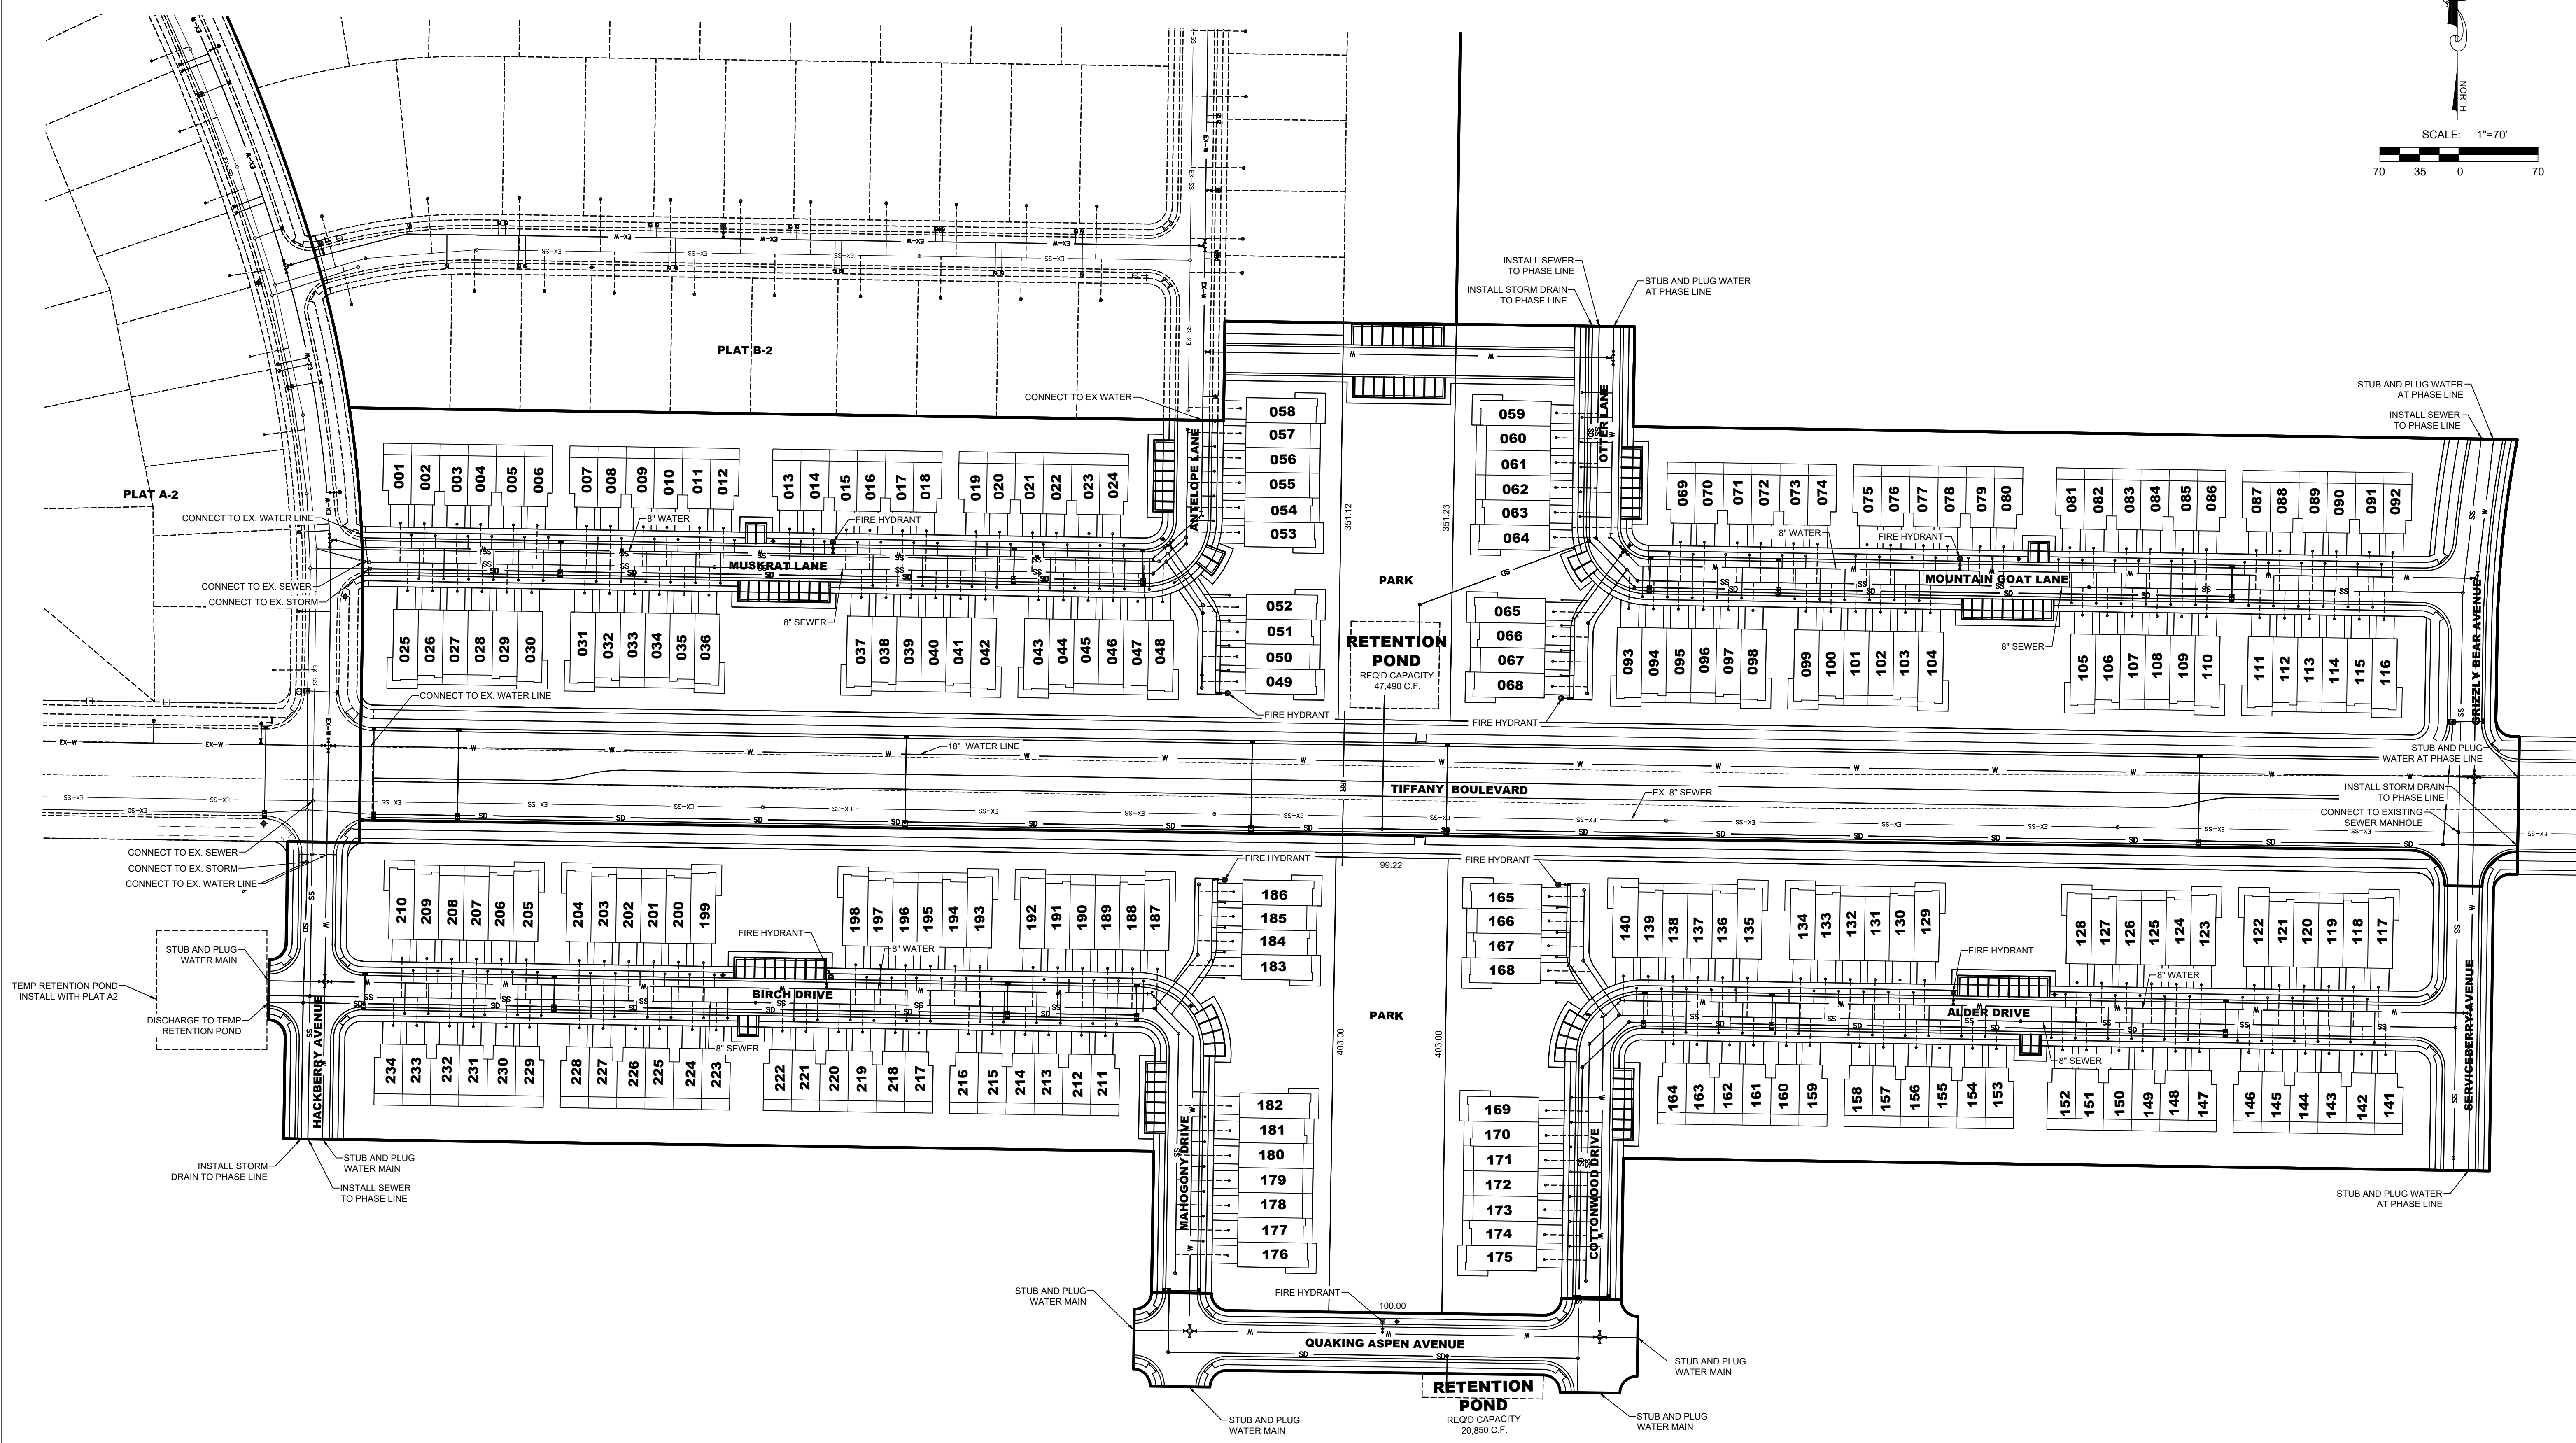 NORTH
SCALE: 1"=70'
70 35 0 70
INSTALL SEWER
TO PHASE LINE
INSTALL STORM DRAIN
TO PHASE LINE
STUB AND PLUG WATER
AT PHASE LINE
PLAT B-2
CONNECT TO EX WATER
STUB AND PLUG WATER
AT PHASE LINE
INSTALL SEWER
TO PHASE LINE
PLAT A-2
001 002 003 004 005 006
007 008 009 010 011 012
013 014 015 016 017 018
019 020 021 022 023 024
ANTELOPE LANE
058
057
056
055
054
053
351.12
351.23
059
060
061
062
063
064
OTTER LANE
069 070 071 072 073 074
075 076 077 078 079 080
081 082 083 084 085 086
087 088 089 090 091 092
CONNECT TO EX. WATER LINE
8" WATER
FIRE HYDRANT
MUSKRAT LANE
CONNECT TO EX. SEWER
CONNECT TO EX. STORM
8" SEWER
8" WATER
FIRE HYDRANT
MOUNTAIN GOAT LANE
8" SEWER
GRIZZLY BEAR AVENUE
PARK
052
051
050
049
065
066
067
068
RETENTION
POND
REQ'D CAPACITY
47,490 C.F.
025 026 027 028 029 030
031 032 033 034 035 036
037 038 039 040 041 042
043 044 045 046 047 048
093 094 095 096 097 098
099 100 101 102 103 104
105 106 107 108 109 110
111 112 113 114 115 116
CONNECT TO EX. WATER LINE
FIRE HYDRANT
FIRE HYDRANT
18" WATER LINE
RR
TIFFANY BOULEVARD
EX. 8" SEWER
STUB AND PLUG
WATER AT PHASE LINE
INSTALL STORM DRAIN
TO PHASE LINE
CONNECT TO EXISTING
SEWER MANHOLE
CONNECT TO EX. SEWER
CONNECT TO EX. STORM
CONNECT TO EX. WATER LINE
FIRE HYDRANT
FIRE HYDRANT
99.22
210 209 208 207 206 205
204 203 202 201 200 199
198 197 196 195 194 193
192 191 190 189 188 187
186
185
184
183
165
166
167
168
140 139 138 137 136 135
134 133 132 131 130 129
128 127 126 125 124 123
122 121 120 119 118 117
STUB AND PLUG
WATER MAIN
TEMP RETENTION POND
INSTALL WITH PLAT A2
DISCHARGE TO TEMP
RETENTION POND
HACKBERRY AVENUE
FIRE HYDRANT
8" WATER
BIRCH DRIVE
8" SEWER
PARK
403.00
403.00
FIRE HYDRANT
8" WATER
ALDER DRIVE
8" SEWER
SERVICEBERRY AVENUE
234 233 232 231 230 229
228 227 226 225 224 223
222 221 220 219 218 217
216 215 214 213 212 211
MAHOGONY DRIVE
182
181
180
179
178
177
176
169
170
171
172
173
174
175
COTTONWOOD DRIVE
164 163 162 161 160 159
158 157 156 155 154 153
152 151 150 149 148 147
146 145 144 143 142 141
INSTALL STORM
DRAIN TO PHASE LINE
STUB AND PLUG
WATER MAIN
INSTALL SEWER
TO PHASE LINE
STUB AND PLUG WATER
AT PHASE LINE
STUB AND PLUG
WATER MAIN
FIRE HYDRANT
100.00
QUAKING ASPEN AVENUE
STUB AND PLUG
WATER MAIN
RETENTION
POND
REQ'D CAPACITY
20,850 C.F.
STUB AND PLUG
WATER MAIN
STUB AND PLUG
WATER MAIN